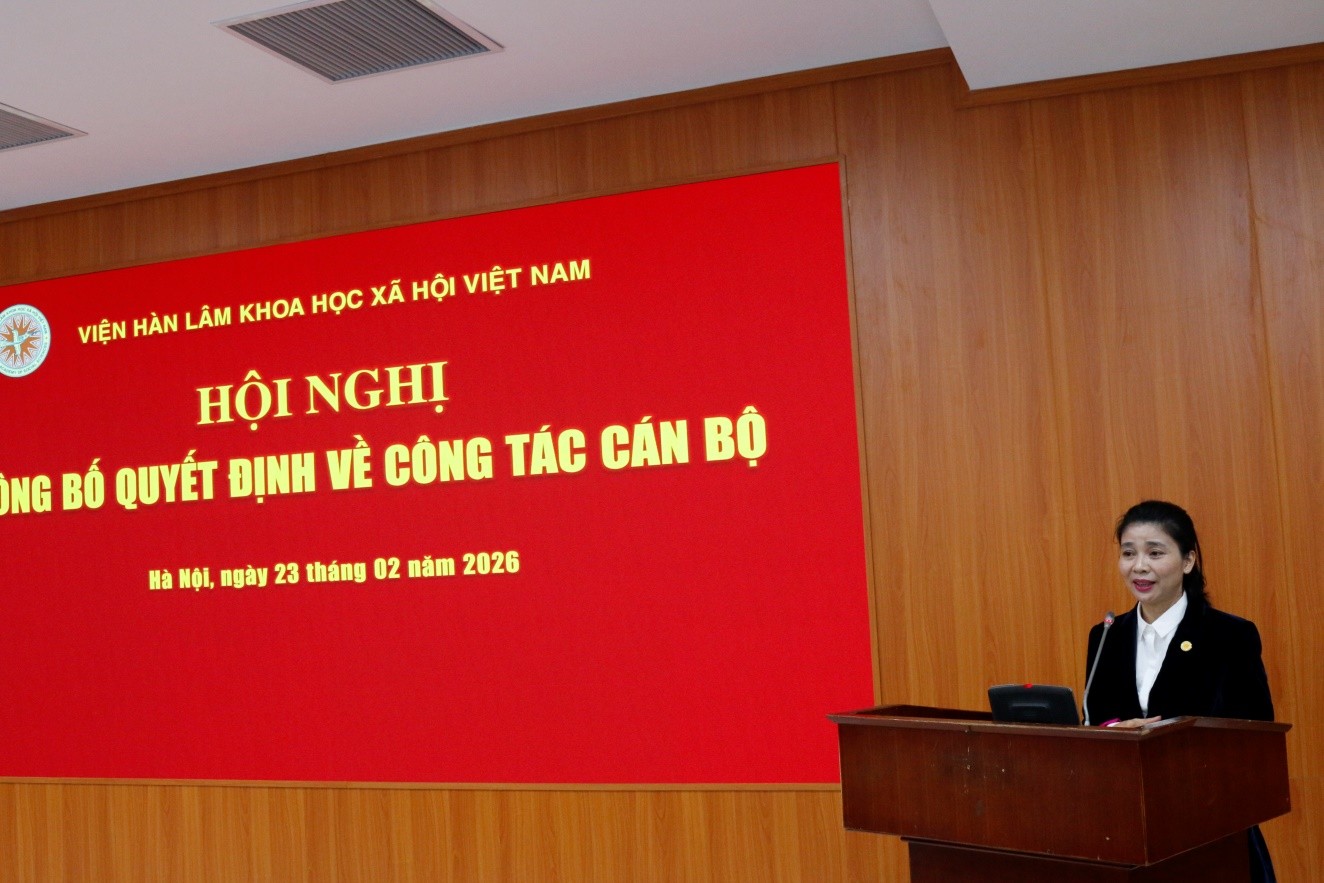 VIỆN HÀN LÂM KHOA HỌC XÃ HỘI VIỆT NAM
HỘI NGHỊ
ÔNG BỐ QUYẾT ĐỊNH VỀ CÔNG TÁC CÁN BỘ
Hà Nội, ngày 23 tháng 02 năm 2026